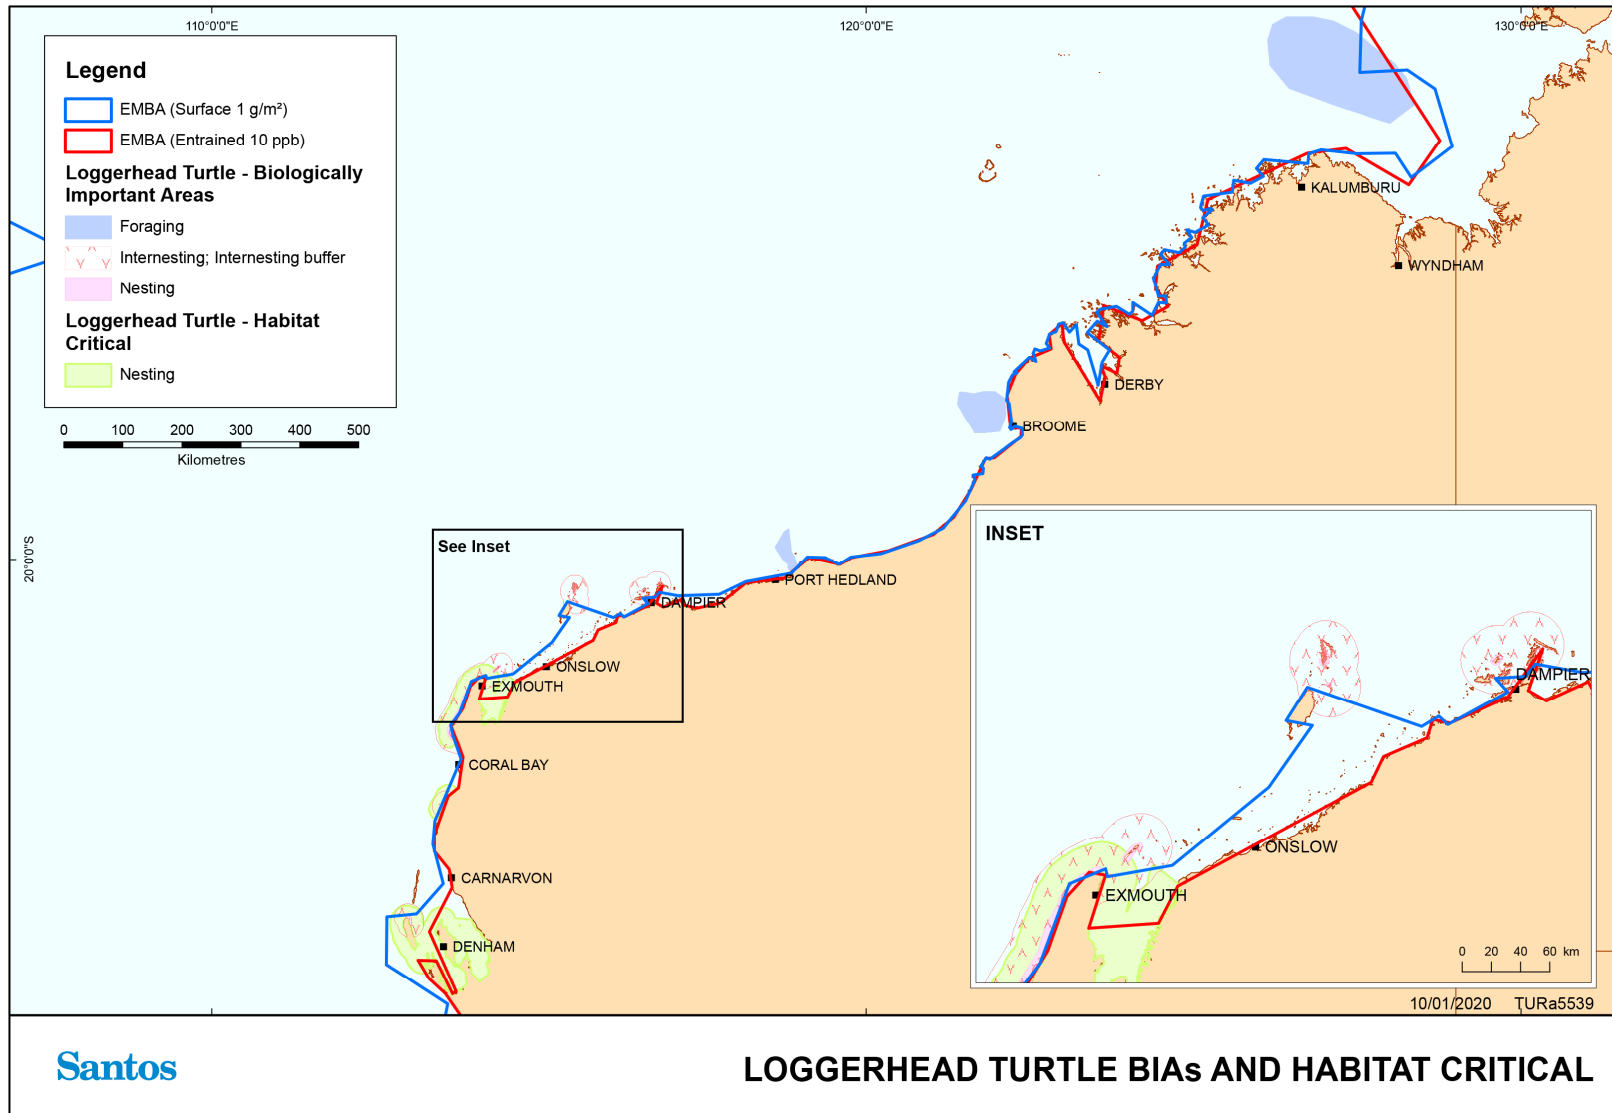 110°0'0"E
120°0'0"E
130°0'0"E
Legend
EMBA (Surface 1 g/m²)
EMBA (Entrained 10 ppb)
Loggerhead Turtle - Biologically
Important Areas
Foraging
Internesting; Internesting buffer
Nesting
Loggerhead Turtle - Habitat
Critical
Nesting
0 100 200 300 400 500
Kilometres
20°0'0"S
KALUMBURU
WYNDHAM
DERBY
BROOME
See Inset
PORT HEDLAND
DAMPIER
ONSLOW
EXMOUTH
CORAL BAY
CARNARVON
DENHAM
INSET
DAMPIER
ONSLOW
EXMOUTH
0 20 40 60 km
10/01/2020 TURa5539
Santos
LOGGERHEAD TURTLE BIAs AND HABITAT CRITICAL